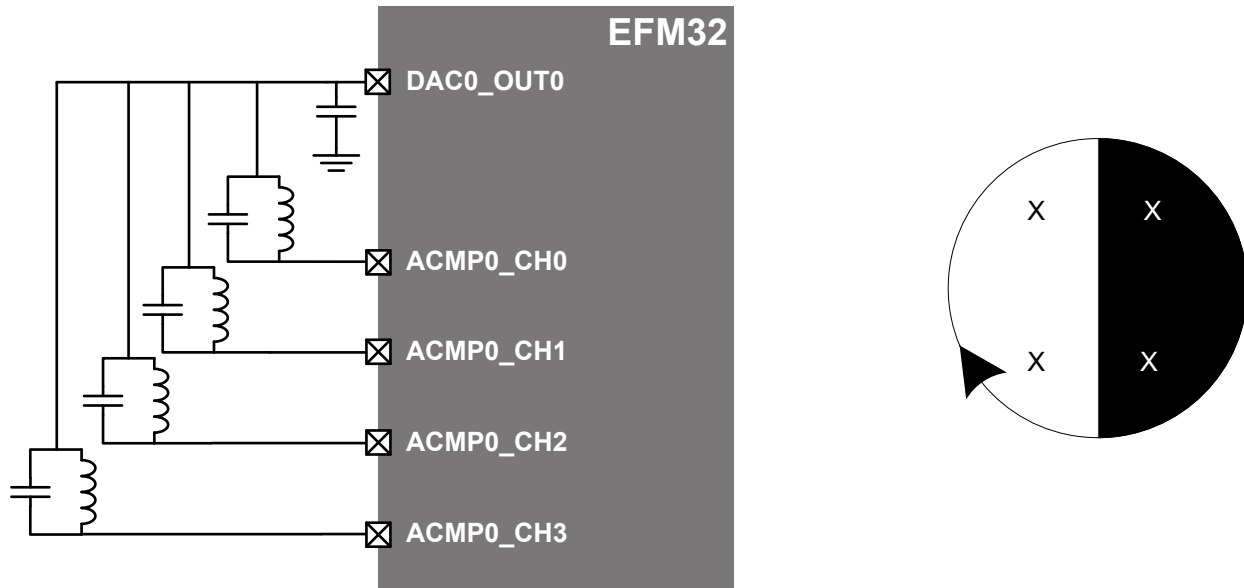 EFM32
DAC0_OUT0
X X
ACMP0_CH0
ACMP0_CH1
X X
ACMP0_CH2
ACMP0_CH3